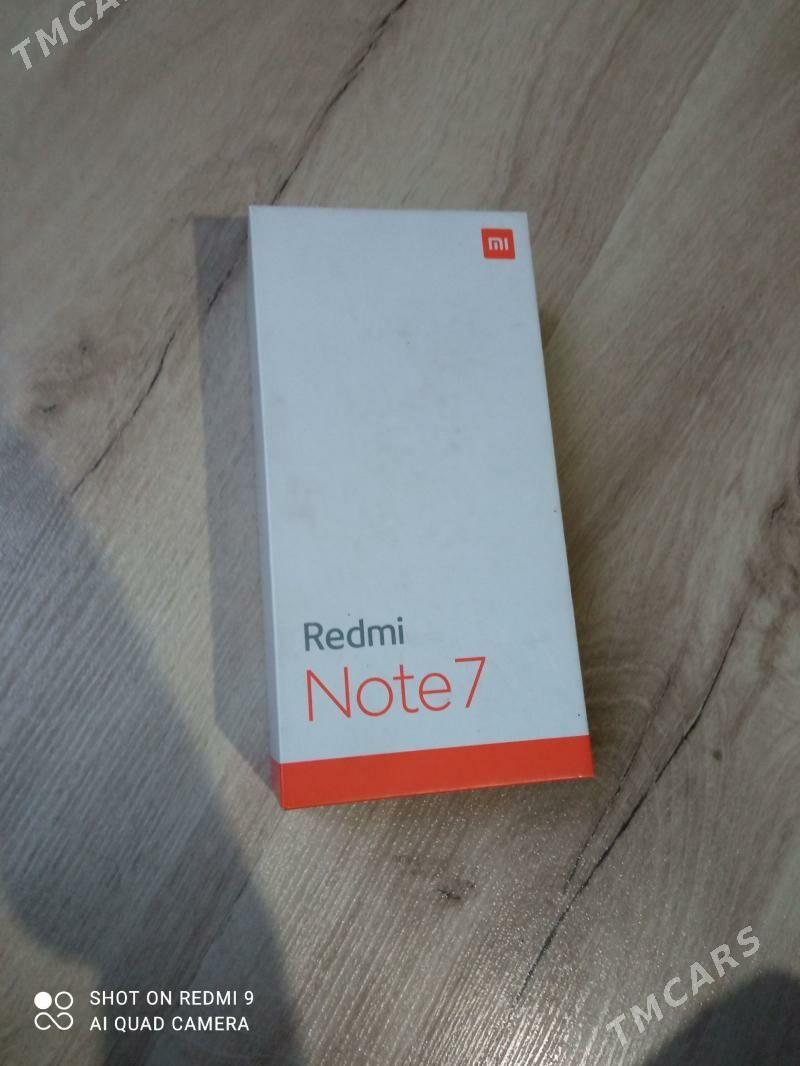 TMCARS
mi
Redmi
Note7
TMCARS
SHOT ON REDMI 9
AI QUAD CAMERA